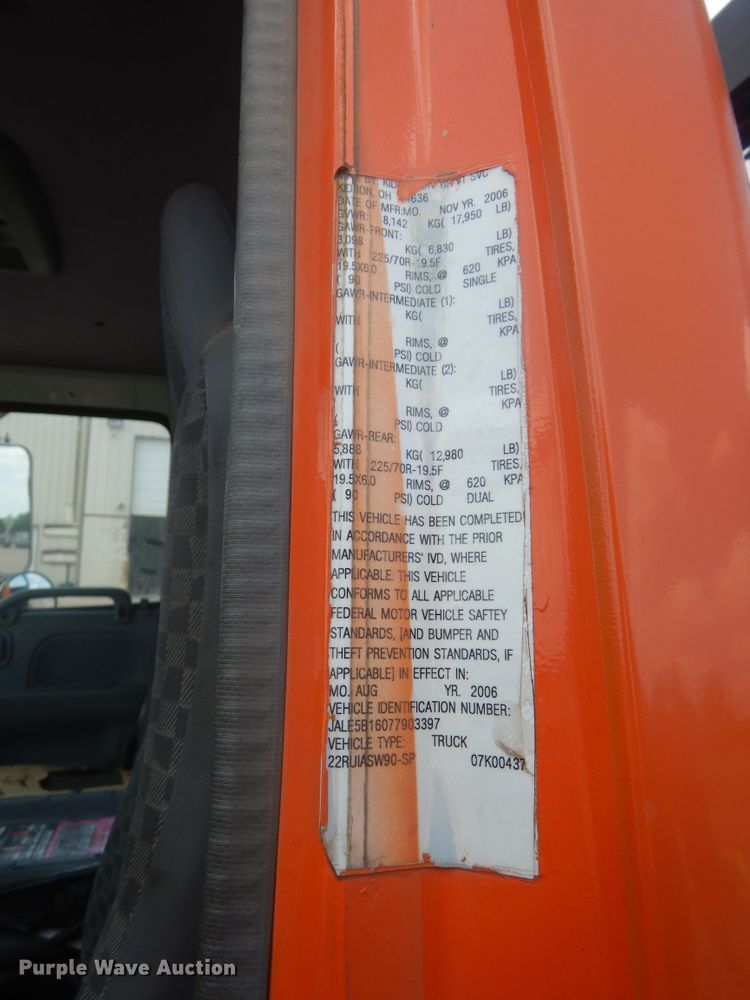 KIDRON, OH 636
DATE OF MFR:MO. NOV YR. 2006
GVWR: 8,142 KG( 17,950 LB)
GAWR-FRONT:
3,098 KG( 6,830 LB)
WITH 225/70R-19.5F TIRES,
19.5X6.0 RIMS, @ 620 KPA
( 90 PSI) COLD SINGLE
GAWR-INTERMEDIATE (1):
KG( LB)
WITH TIRES,
RIMS, @ KPA
( PSI) COLD
GAWR-INTERMEDIATE (2):
KG( LB)
WITH TIRES,
RIMS, @ KPA
( PSI) COLD
GAWR-REAR:
5,888 KG( 12,980 LB)
WITH 225/70R-19.5F TIRES,
19.5X6.0 RIMS, @ 620 KPA
( 90 PSI) COLD DUAL
THIS VEHICLE HAS BEEN COMPLETED
IN ACCORDANCE WITH THE PRIOR
MANUFACTURERS' IVD, WHERE
APPLICABLE. THIS VEHICLE
CONFORMS TO ALL APPLICABLE
FEDERAL MOTOR VEHICLE SAFTEY
STANDARDS, [AND BUMPER AND
THEFT PREVENTION STANDARDS, IF
APPLICABLE] IN EFFECT IN:
MO. AUG YR. 2006
VEHICLE IDENTIFICATION NUMBER:
JALE5B16077903397
VEHICLE TYPE: TRUCK
22RUIASW90-SP 07K00437
Purple Wave Auction